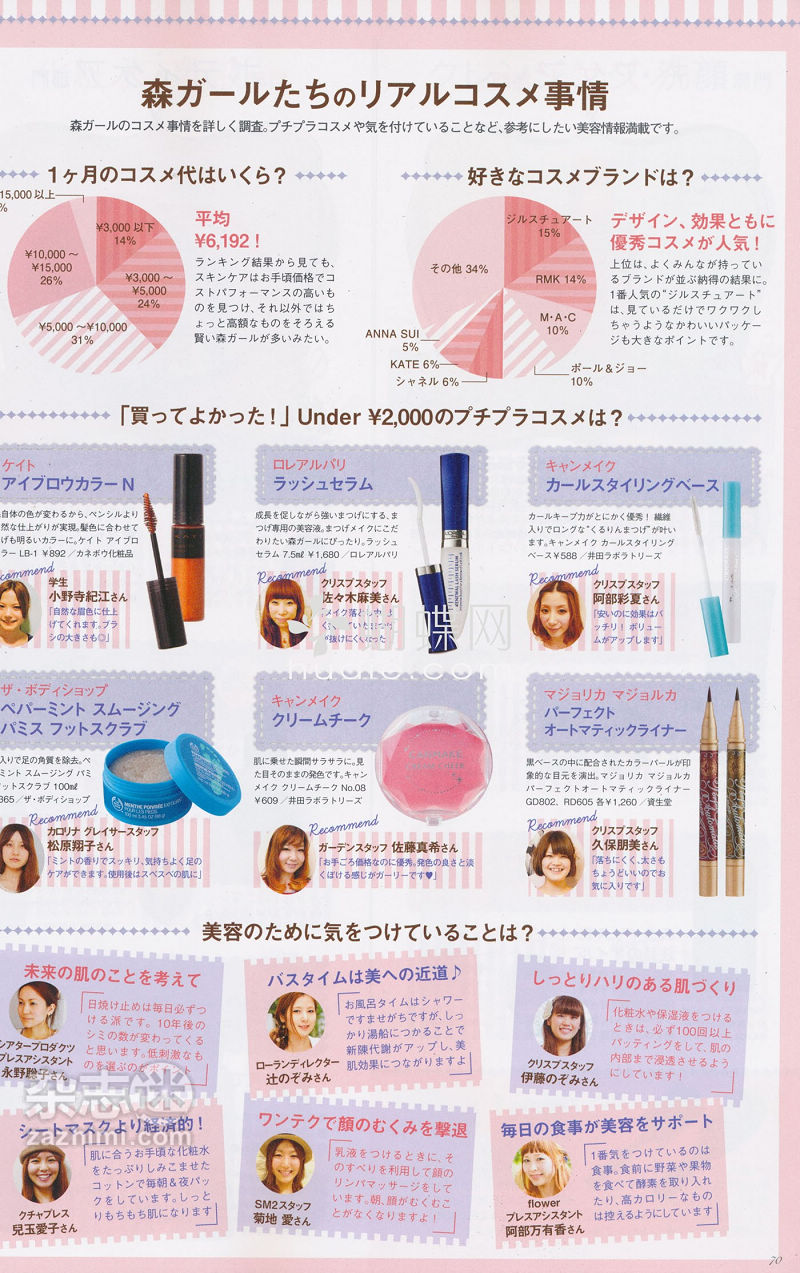 森ガールたちのリアルコスメ事情
森ガールのコスメ事情を詳しく調査。プチプラコスメや気を付けていることなど、参考にしたい美容情報満載です。
1ヶ月のコスメ代はいくら?
15,000 以上
%
¥3,000 以下
14%
¥3,000 〜
¥5,000
24%
¥5,000 〜¥10,000
31%
¥10,000 〜
¥15,000
26%
平均
¥6,192!
ランキング結果から見ても、
スキンケアはお手頃価格でコ
ストパフォーマンスの高いも
のを見つけ、それ以外ではち
ょっと高額なものをそろえる
賢い森ガールが多いみたい。
好きなコスメブランドは?
ジルスチュアート
15%
RMK 14%
M・A・C
10%
ポール&ジョー
10%
シャネル 6%
KATE 6%
ANNA SUI
5%
その他 34%
デザイン、効果ともに
優秀コスメが人気!
上位は、よくみんなが持ってい
るブランドが並ぶ納得の結果に。
1番人気の“ジルスチュアート”
は、見ているだけでワクワクし
ちゃうようなかわいいパッケー
ジも大きなポイントです。
「買ってよかった!」Under ¥2,000のプチプラコスメは?
ケイト
アイブロウカラー N
自体の色が変わるから、ペンシルより
然な仕上がりが実現。髪色に合わせて
げも明るいカラーに。ケイト アイブロ
ラー LB-1 ¥892/カネボウ化粧品
Recommend
学生
小野寺紀江さん
「自然な眉色に仕上
げてくれます。ブラ
シの大きさも◎」
ロレアルパリ
ラッシュセラム
成長を促しながら強いまつげにする、ま
つげ専用の美容液。まつげメイクにこだ
わりたい森ガールにぴったり。ラッシュ
セラム 7.5㎖ ¥1,680/ロレアルパリ
Recommend
クリスプスタッフ
佐々木麻美さん
キャンメイク
カールスタイリングベース
カールキープ力がとにかく優秀! 繊維
入りでロングな“くるりんまつげ”が叶い
ます。キャンメイク カールスタイリング
ベース¥588/井田ラボラトリーズ
Recommend
クリスプスタッフ
阿部彩夏さん
「安いのに効果はバ
ッチリ! ボリュー
ムがアップします」
ザ・ボディショップ
ペパーミント スムージング
パミス フットスクラブ
入りで足の角質を除去。ペ
ミント スムージング パミ
フットスクラブ 100㎖
365/ザ・ボディショップ
Recommend
カロリナ グレイサースタッフ
松原翔子さん
「ミントの香りでスッキリ、気持ちよく足の
ケアができます。使用後はスベスベの肌に」
キャンメイク
クリームチーク
肌に乗せた瞬間サラサラに。見
た目そのままの発色です。キャン
メイク クリームチーク No.08
¥609/井田ラボラトリーズ
Recommend
ガーデンスタッフ 佐藤真希さん
「お手ごろ価格なのに優秀。発色の良さと淡
くぼける感じがガーリーです♥」
マジョリカ マジョルカ
パーフェクト
オートマティックライナー
黒ベースの中に配合されたカラーパールが印
象的な目元を演出。マジョリカ マジョルカ
パーフェクトオートマティックライナー
GD802、RD605 各¥1,260/資生堂
Recommend
クリスプスタッフ
久保朋美さん
「落ちにくく、太さも
ちょうどいいのでお
気に入りです」
美容のために気をつけていることは?
未来の肌のことを考えて
日焼け止めは毎日必ずつ
ける派です。10年後の
シミの数が変わってくる
と思います。低刺激なも
のを選ぶのがポイント
シアタープロダクツ
プレスアシスタント
永野聡子さん
バスタイムは美への近道♪
お風呂タイムはシャワー
ですませがちですが、しっ
かり湯船につかることで
新陳代謝がアップし、美
肌効果につながりますよ
ローランディレクター
辻のぞみさん
しっとりハリのある肌づくり
化粧水や保湿液をつける
ときは、必ず100回以上
パッティングをして、肌の
内部まで浸透させるよう
にしています!
クリスプスタッフ
伊藤のぞみさん
シートマスクより経済的!
肌に合うお手頃な化粧水
をたっぷりしみこませた
コットンで毎朝&夜パッ
クをしています。しっと
りもちもち肌になります
クチャプレス
兒玉愛子さん
ワンテクで顔のむくみを撃退
乳液をつけるときに、そ
のすべりを利用して顔の
リンパマッサージをして
います。朝、顔がむくむこ
とがなくなりますよ!
SM2スタッフ
菊地 愛さん
毎日の食事が美容をサポート
1番気をつけているのは
食事。食前に野菜や果物
を食べて酵素を取り入れ
たり、高カロリーなもの
は控えるようにしています
flower
プレスアシスタント
阿部万有香さん
杂志迷
zazhimi.com
70